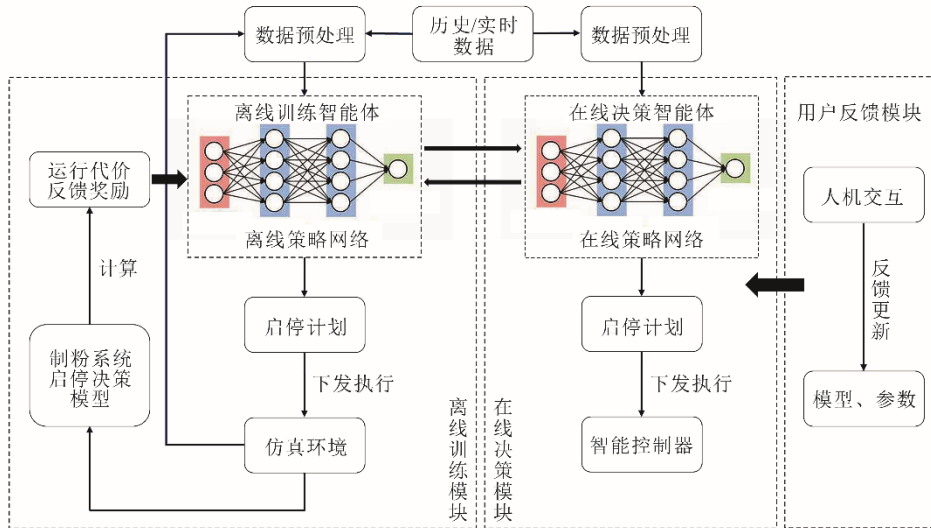 数据预处理
历史/实时
数据
数据预处理
离线训练智能体
离线策略网络
运行代价
反馈奖励
计算
制粉系统
启停决策
模型
启停计划
下发执行
仿真环境
离线训练模块
在线决策智能体
在线策略网络
启停计划
下发执行
智能控制器
在线决策模块
用户反馈模块
人机交互
反馈更新
模型、参数